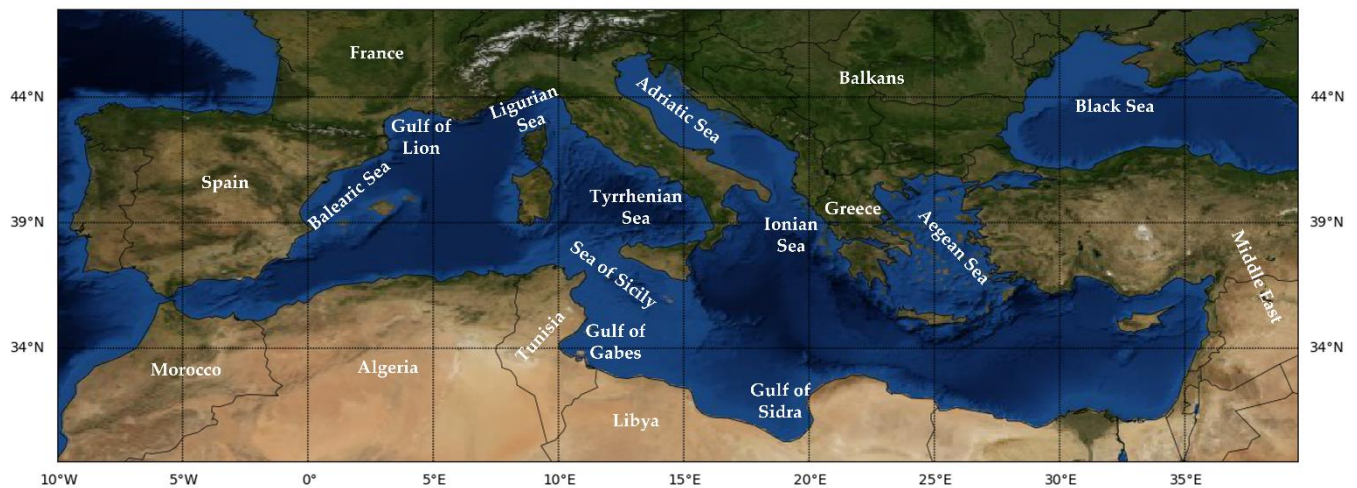 France
Balkans
44°N
44°N
Ligurian
Sea
Adriatic Sea
Black Sea
Gulf of
Lion
Spain
Balearic Sea
Tyrrhenian
Sea
Greece
39°N
39°N
Ionian
Sea
Aegean Sea
Middle East
Sea of Sicily
Tunisia
Gulf of
Gabes
34°N
34°N
Morocco
Algeria
Gulf of
Sidra
Libya
10°W
5°W
0°
5°E
10°E
15°E
20°E
25°E
30°E
35°E